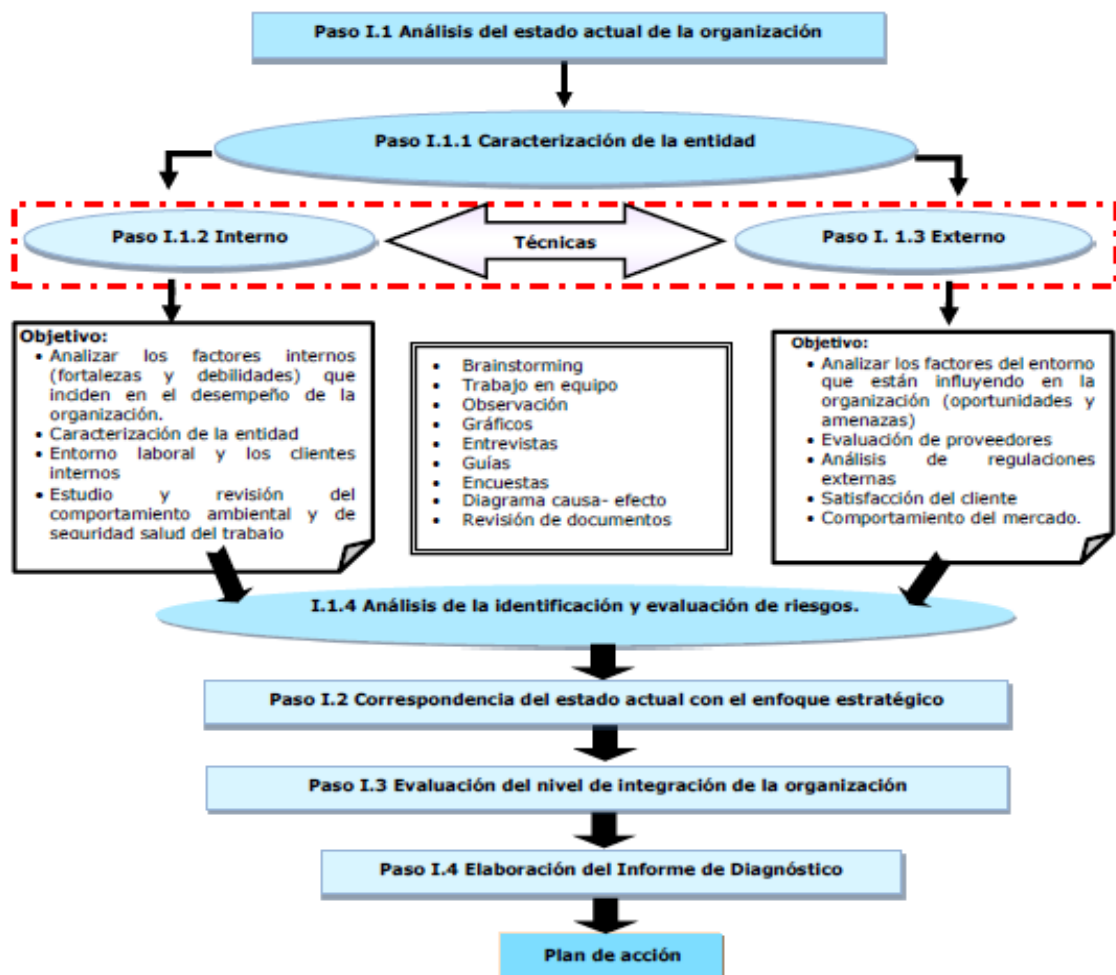 Paso I.1 Análisis del estado actual de la organización
Paso I.1.1 Caracterización de la entidad
Paso I.1.2 Interno
Técnicas
Paso I. 1.3 Externo
Objetivo:
• Analizar los factores internos
(fortalezas y debilidades) que
inciden en el desempeño de la
organización.
• Caracterización de la entidad
• Entorno laboral y los clientes
internos
• Estudio y revisión del
comportamiento ambiental y de
seguridad salud del trabajo
• Brainstorming
• Trabajo en equipo
• Observación
• Gráficos
• Entrevistas
• Guías
• Encuestas
• Diagrama causa- efecto
• Revisión de documentos
Objetivo:
• Analizar los factores del entorno
que están influyendo en la
organización (oportunidades y
amenazas)
• Evaluación de proveedores
• Análisis de regulaciones
externas
• Satisfacción del cliente
• Comportamiento del mercado.
I.1.4 Análisis de la identificación y evaluación de riesgos.
Paso I.2 Correspondencia del estado actual con el enfoque estratégico
Paso I.3 Evaluación del nivel de integración de la organización
Paso I.4 Elaboración del Informe de Diagnóstico
Plan de acción